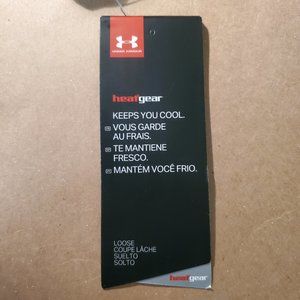 UNDER ARMOUR
heatgear
KEEPS YOU COOL.
VOUS GARDE
AU FRAIS.
TE MANTIENE
FRESCO.
MANTÉM VOCÊ FRIO.
LOOSE
COUPE LÂCHE
SUELTO
SOLTO
heatgear